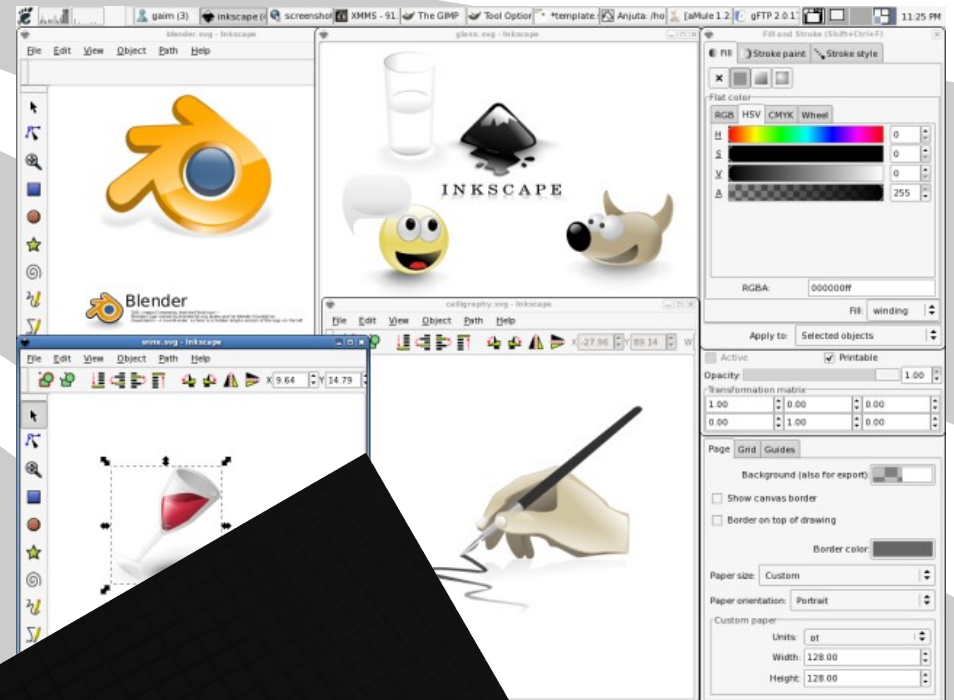 gaim (3) inkscape (i screenshot XMMS - 91. The GIMP Tool Option *template. Anjuta: /ho [aMule 1.2 gFTP 2.0.1 11:25 PM
blender.svg - Inkscape
File Edit View Object Path Help
Blender
glass.svg - Inkscape
INKSCAPE
calligraphy.svg - Inkscape
File Edit View Object Path Help
X -27.96 Y 89.14 W
wine.svg - Inkscape
File Edit View Object Path Help
X 9.64 Y 14.79
Fill and Stroke (Shift+Ctrl+F)
Fill Stroke paint Stroke style
Flat color
RGB HSV CMYK Wheel
H 0
S 0
V 0
A 255
RGBA: 000000ff
Fill: winding
Apply to: Selected objects
Active Printable
Opacity: 1.00
Transformation matrix
1.00 0.00 0.00
0.00 1.00 0.00
Page Grid Guides
Background (also for export):
Show canvas border
Border on top of drawing
Border color:
Paper size: Custom
Paper orientation: Portrait
Custom paper
Units: pt
Width: 128.00
Height: 128.00